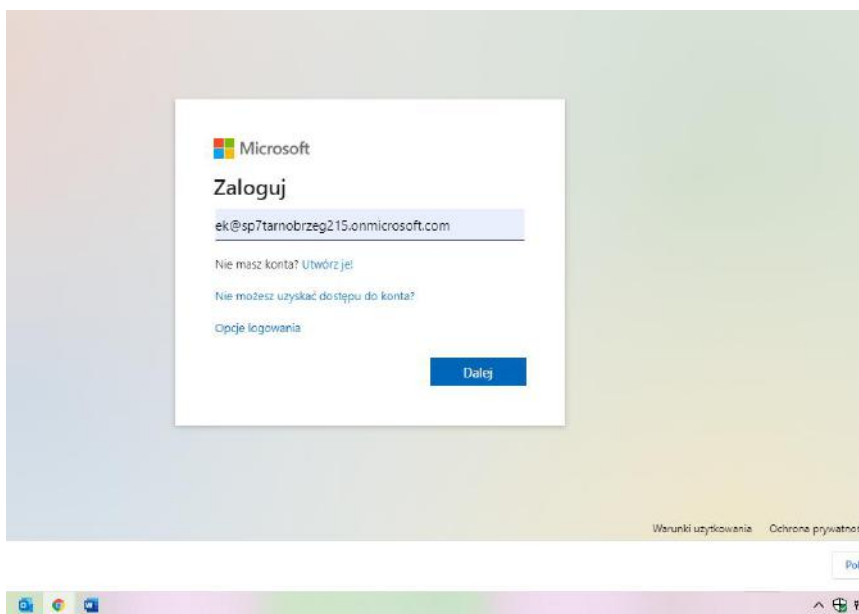 Microsoft
Zaloguj
ek@sp7tarnobrzeg215.onmicrosoft.com
Nie masz konta? Utwórz je!
Nie możesz uzyskać dostępu do konta?
Opcje logowania
Dalej
Warunki użytkowania Ochrona